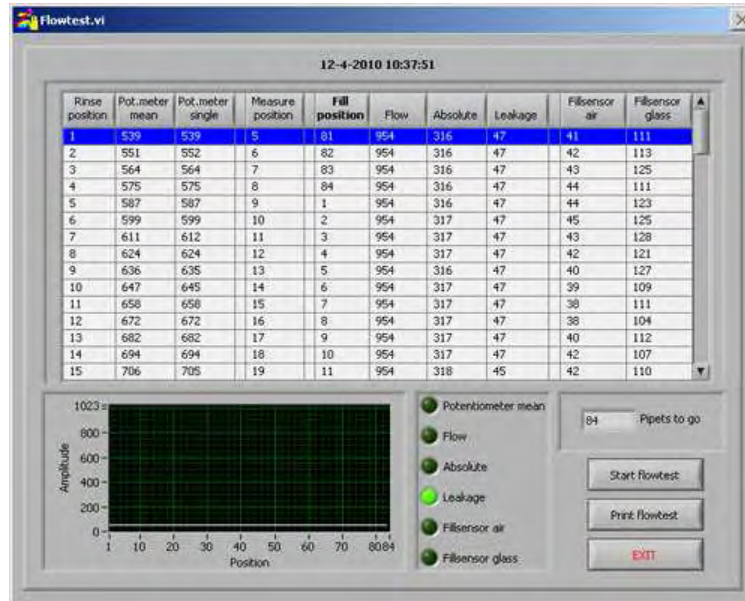 Flowtest.vi
12-4-2010 10:37:51
Rinse position Pot.meter mean Pot.meter single Measure position Fill position Flow Absolute Leakage Fillsensor air Fillsensor glass
1 539 539 5 81 954 316 47 41 111
2 551 552 6 82 954 316 47 42 113
3 564 564 7 83 954 316 47 43 125
4 575 575 8 84 954 316 47 44 111
5 587 587 9 1 954 316 47 44 123
6 599 599 10 2 954 317 47 45 125
7 611 612 11 3 954 317 47 43 128
8 624 624 12 4 954 317 47 42 121
9 636 635 13 5 954 316 47 40 127
10 647 645 14 6 954 317 47 39 109
11 658 658 15 7 954 317 47 38 111
12 672 672 16 8 954 317 47 38 104
13 682 682 17 9 954 317 47 40 112
14 694 694 18 10 954 317 47 42 107
15 706 705 19 11 954 318 45 42 110
1023
800
600
400
200
0
Amplitude
1 10 20 30 40 50 60 70 80 84
Position
Potentiometer mean
Flow
Absolute
Leakage
Fillsensor air
Fillsensor glass
84 Pipets to go
Start flowtest
Print flowtest
EXIT